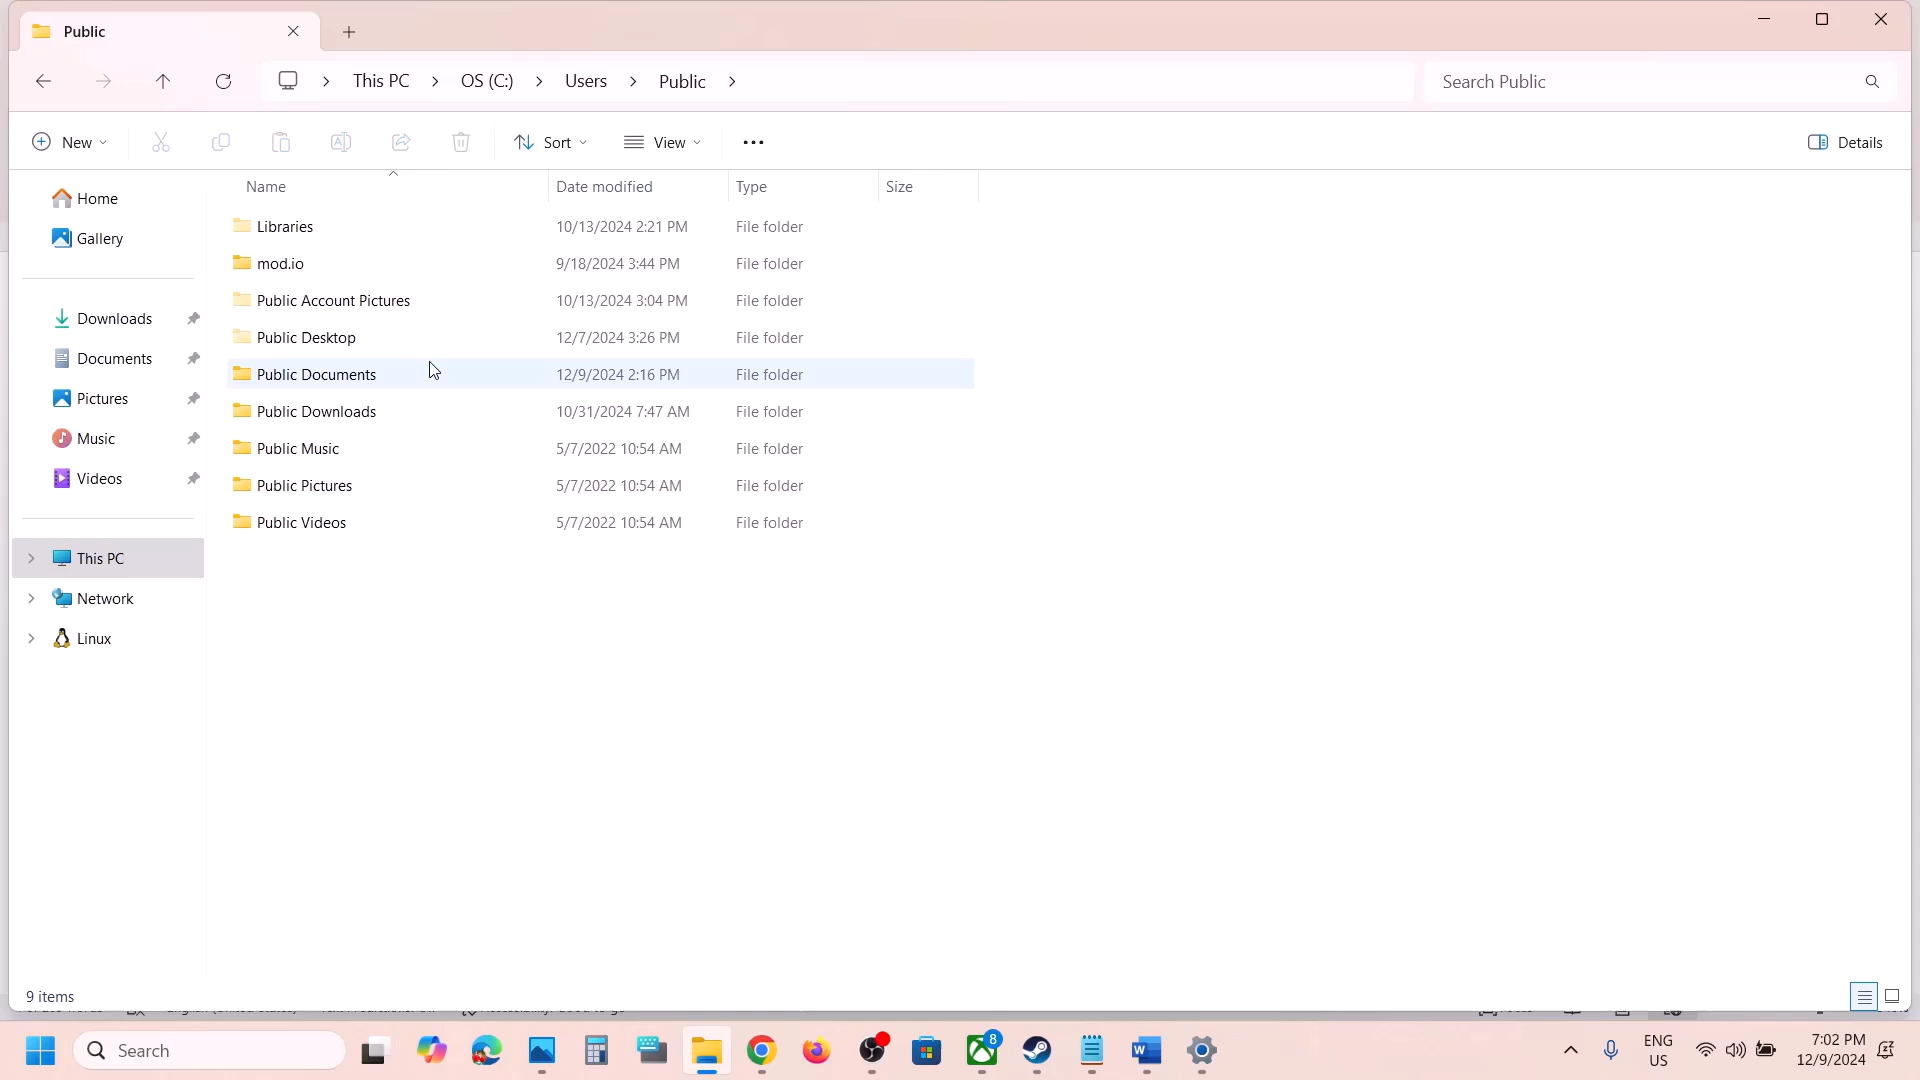 Public
This PC
OS (C:)
Users
Public
Search Public
New
Sort
View
Details
Name
Date modified
Type
Size
Home
Gallery
Downloads
Documents
Pictures
Music
Videos
This PC
Network
Linux
Libraries 10/13/2024 2:21 PM File folder
mod.io 9/18/2024 3:44 PM File folder
Public Account Pictures 10/13/2024 3:04 PM File folder
Public Desktop 12/7/2024 3:26 PM File folder
Public Documents 12/9/2024 2:16 PM File folder
Public Downloads 10/31/2024 7:47 AM File folder
Public Music 5/7/2022 10:54 AM File folder
Public Pictures 5/7/2022 10:54 AM File folder
Public Videos 5/7/2022 10:54 AM File folder
9 items
Search
8
ENG
US
7:02 PM
12/9/2024